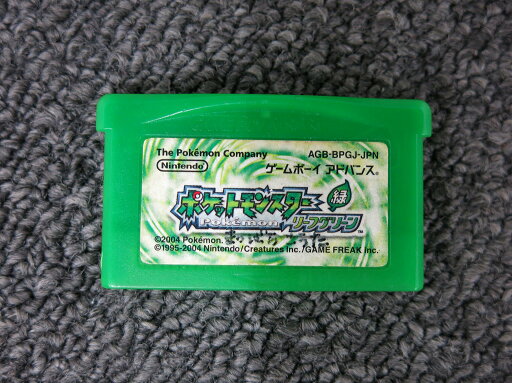 The Pokémon Company
AGB-BPGJ-JPN
Nintendo
ゲームボーイ アドバンス
ポケットモンスター
緑
Pokémon
リーフグリーン
TM
©2004 Pokémon.
©1995-2004 Nintendo/Creatures inc./GAME FREAK inc.